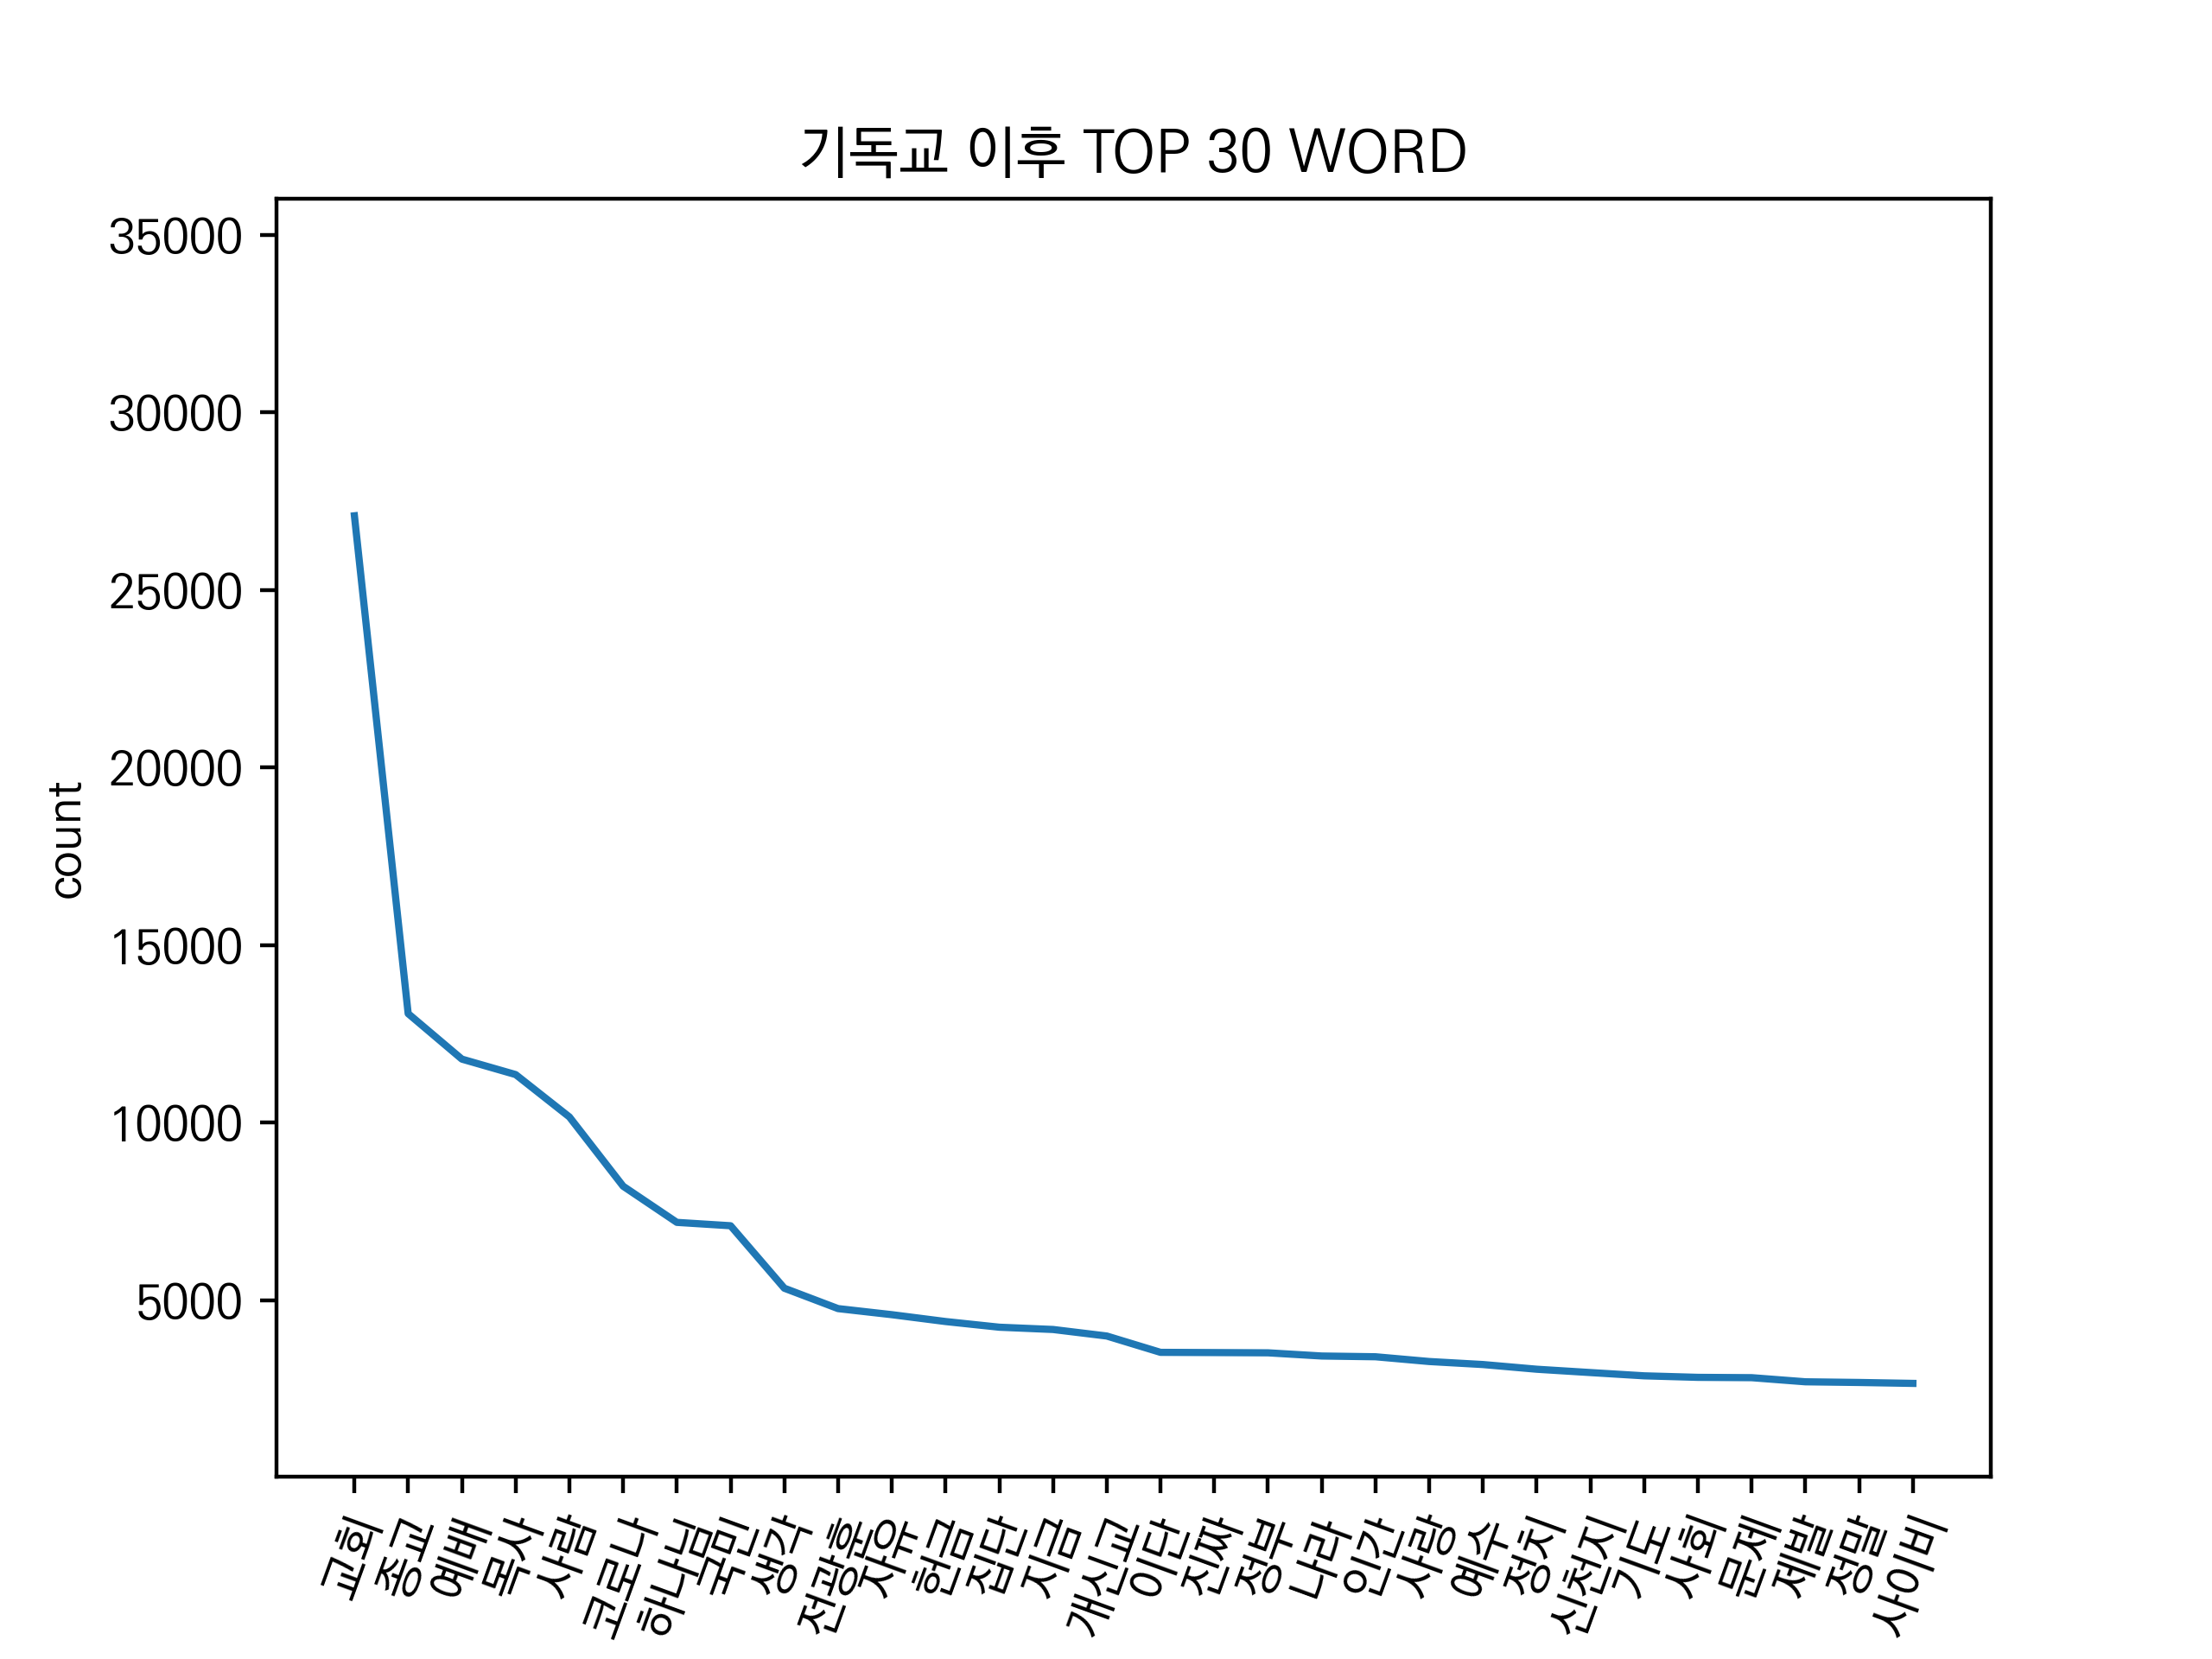 기독교 이후 TOP 30 WORD
count
35000
30000
25000
20000
15000
10000
5000
교회
종교
예배
목사
사람
코로나
하나님
국민
생각
전광훈
헌금
집단
지금
개신교
이단
진짜
정부
나라
인간
사랑
예수
정치
신천지
기도
사회
문제
제발
정말
사이비